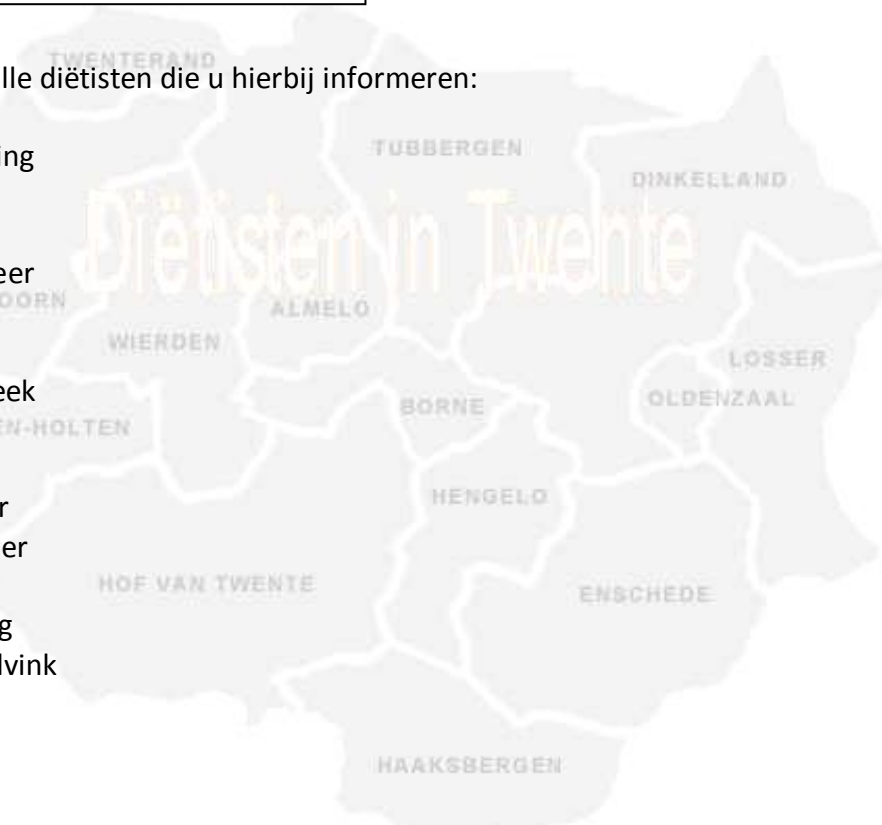 TWENTERAND
lle diëtisten die u hierbij informeren:
TUBBERGEN
ing
DINKELLAND
Diëtisten in Twente
eer
OORN
ALMELO
WIERDEN
LOSSER
eek
BORNE
OLDENZAAL
EN-HOLTEN
HENGELO
r
er
HOF VAN TWENTE
ENSCHEDE
g
lvink
HAAKSBERGEN